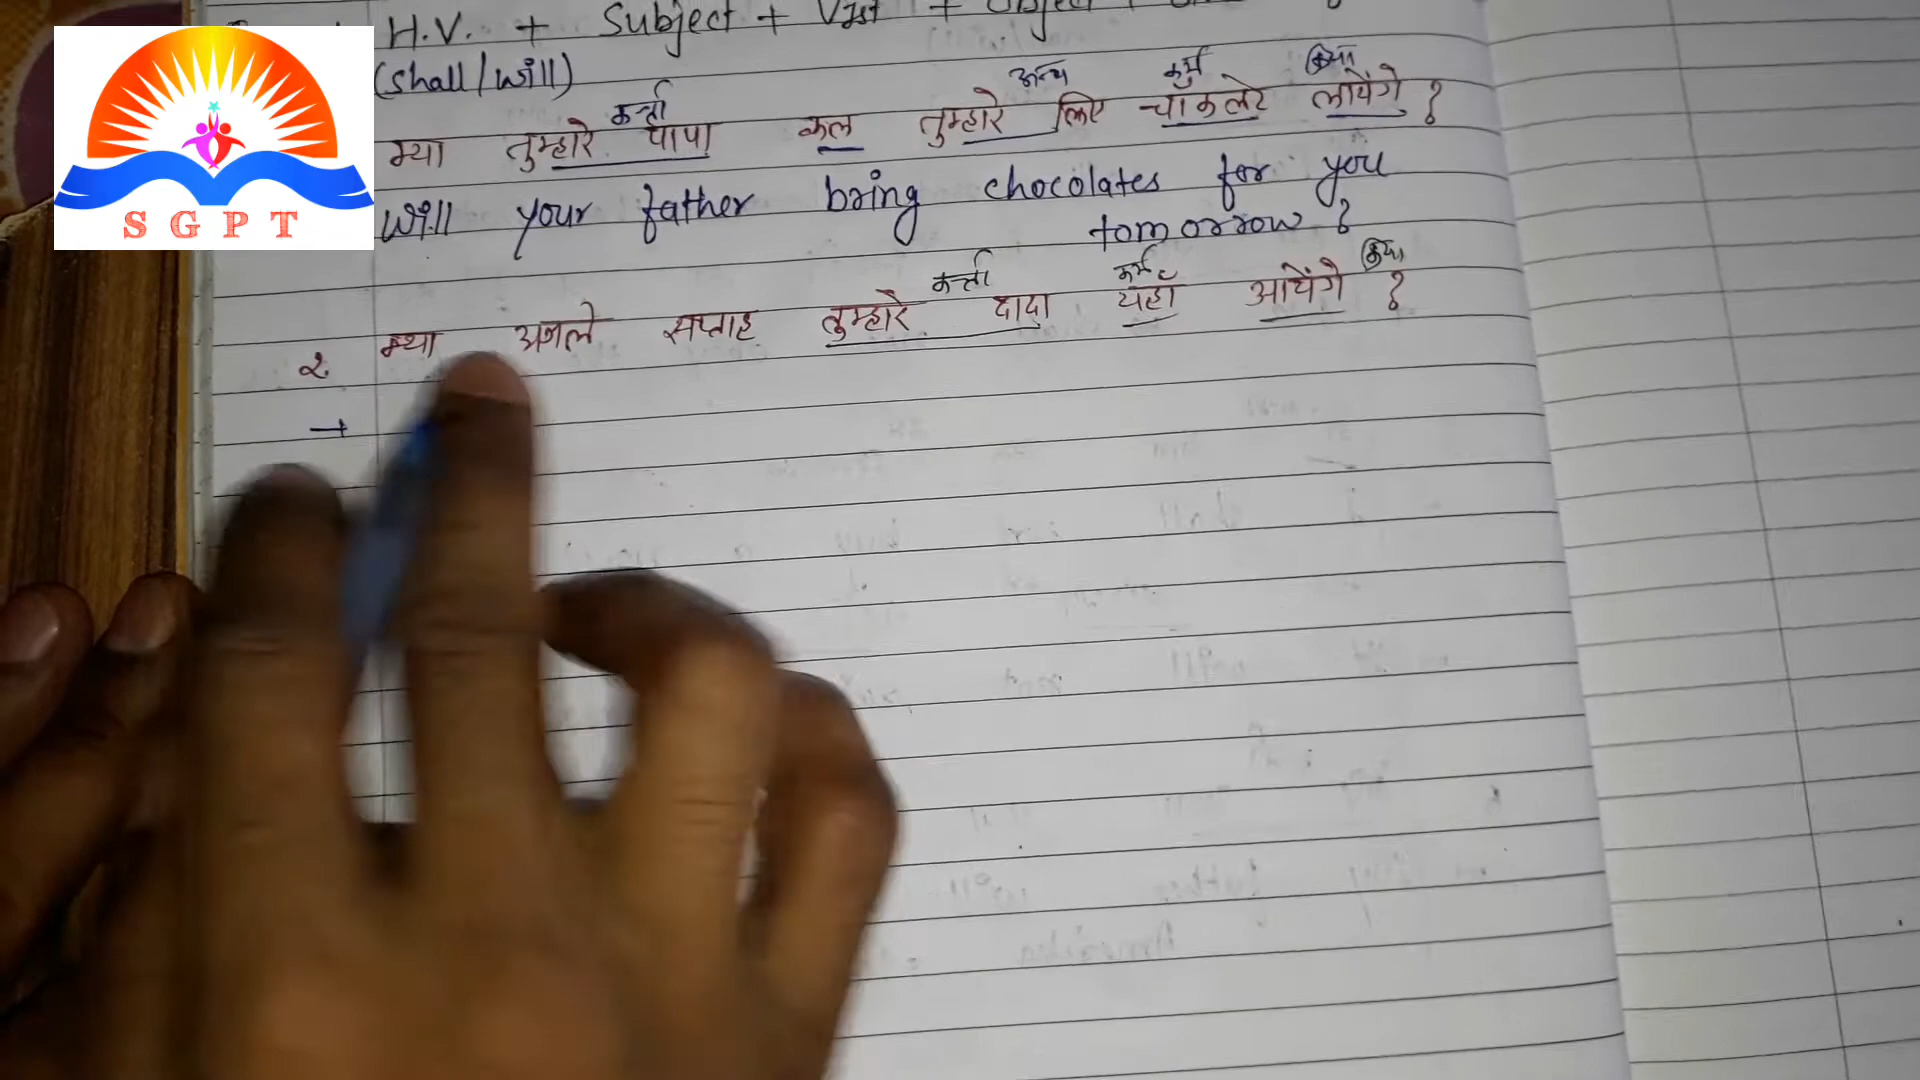 H.V. + Subject + V1st + Object +
(shall/will)
कर्त्ता अन्य कर्म क्रिया
क्या तुम्हारे पापा कल तुम्हारे लिए चाकलेट लायेंगे ?
Will your father bring chocolates for you
tomorrow ?
कर्त्ता कर्म क्रिया
2. क्या अगले सप्ताह तुम्हारे दादा यहाँ आयेंगे ?
→
SGPT